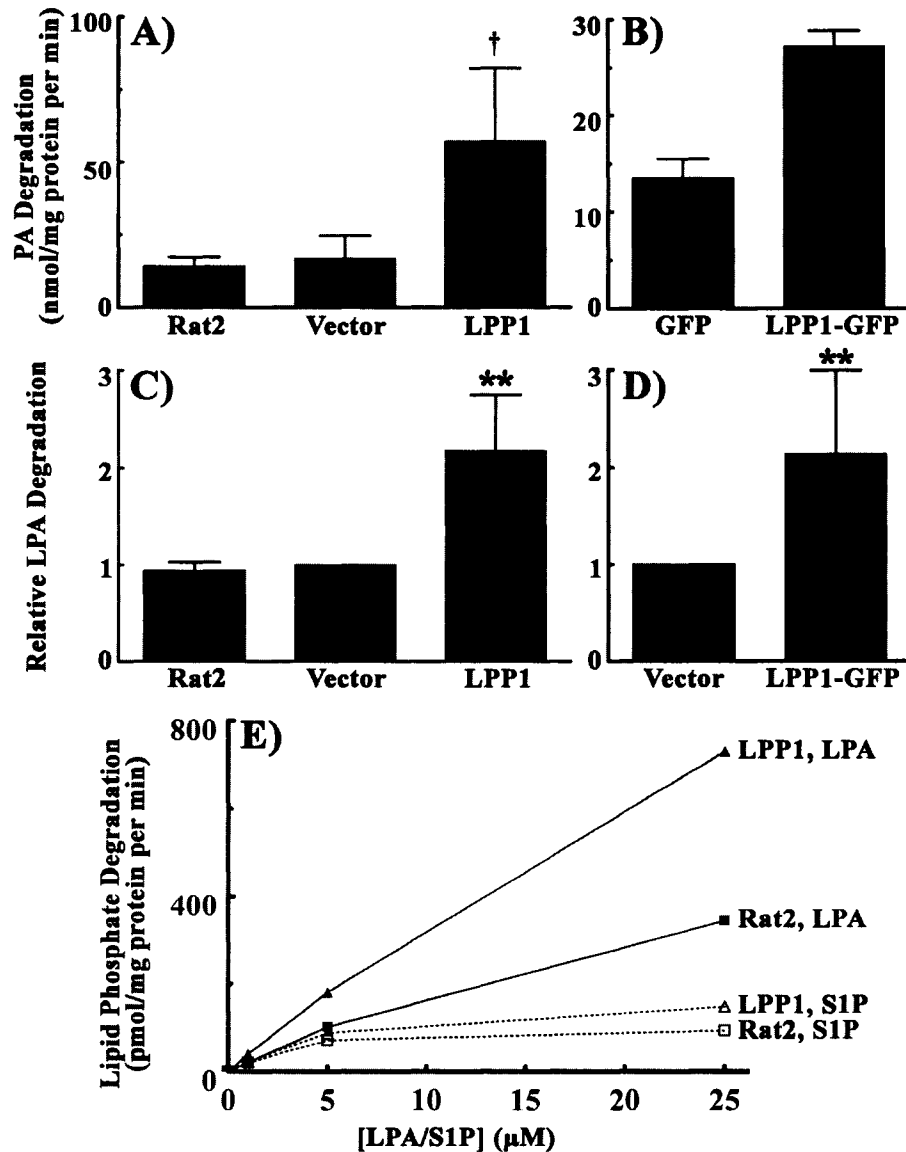 A)
PA Degradation
(nmol/mg protein per min)
100
50
0
†
Rat2 Vector LPP1
B)
30
20
10
0
GFP LPP1-GFP
C)
Relative LPA Degradation
3
2
1
0
**
Rat2 Vector LPP1
D)
3
2
1
0
**
Vector LPP1-GFP
E)
Lipid Phosphate Degradation
(pmol/mg protein per min)
800
400
0
LPP1, LPA
Rat2, LPA
LPP1, S1P
Rat2, S1P
0 5 10 15 20 25
[LPA/S1P] (µM)